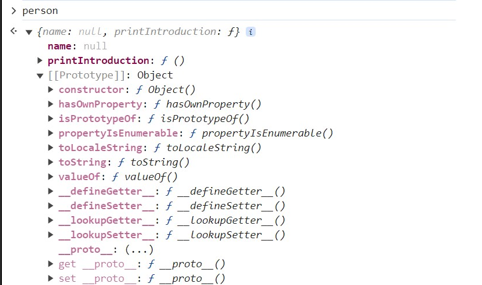 > person
< ▼ {name: null, printIntroduction: ƒ} i
name: null
▶ printIntroduction: ƒ ()
▼ [[Prototype]]: Object
▶ constructor: ƒ Object()
▶ hasOwnProperty: ƒ hasOwnProperty()
▶ isPrototypeOf: ƒ isPrototypeOf()
▶ propertyIsEnumerable: ƒ propertyIsEnumerable()
▶ toLocaleString: ƒ toLocaleString()
▶ toString: ƒ toString()
▶ valueOf: ƒ valueOf()
▶ __defineGetter__: ƒ __defineGetter__()
▶ __defineSetter__: ƒ __defineSetter__()
▶ __lookupGetter__: ƒ __lookupGetter__()
▶ __lookupSetter__: ƒ __lookupSetter__()
__proto__: (...)
▶ get __proto__: ƒ __proto__()
▶ set __proto__: ƒ __proto__()